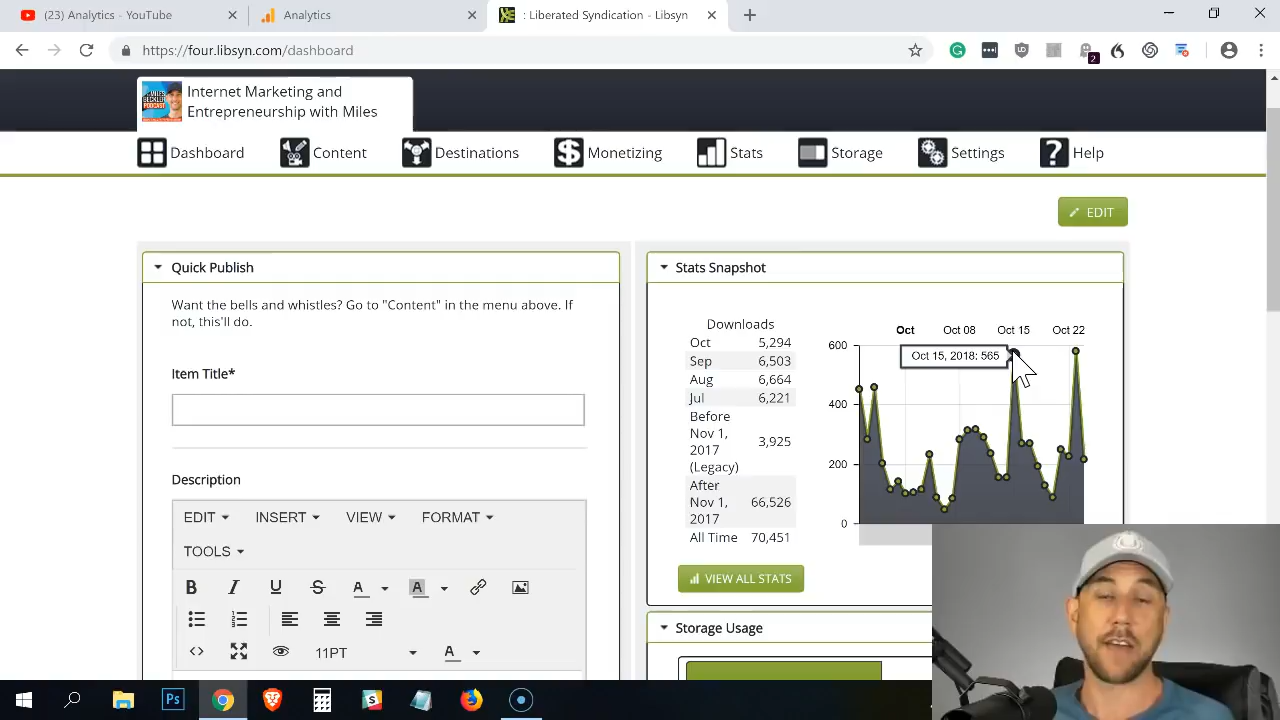 (23) Analytics - YouTube
Analytics
: Liberated Syndication - Libsyn
https://four.libsyn.com/dashboard
2
Internet Marketing and
Entrepreneurship with Miles
Dashboard
Content
Destinations
Monetizing
Stats
Storage
Settings
Help
EDIT
Quick Publish
Want the bells and whistles? Go to "Content" in the menu above. If
not, this'll do.
Item Title*
Description
EDIT
INSERT
VIEW
FORMAT
TOOLS
B I U S A A
11PT
A
Stats Snapshot
Downloads
Oct 5,294
Sep 6,503
Aug 6,664
Jul 6,221
Before
Nov 1,
2017 3,925
(Legacy)
After
Nov 1, 66,526
2017
All Time 70,451
Oct Oct 08 Oct 15 Oct 22
600
Oct 15, 2018: 565
400
200
0
VIEW ALL STATS
Storage Usage
Ps